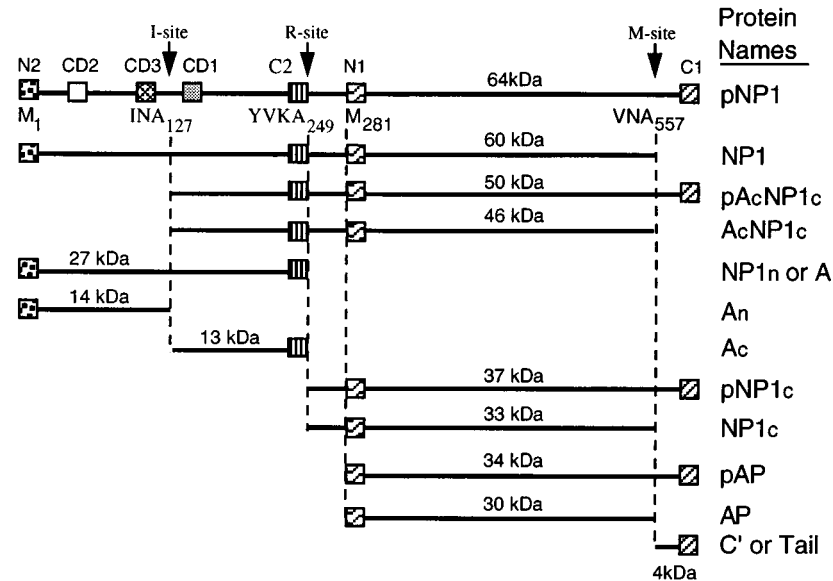 Protein
Names
I-site R-site M-site
N2 CD2 CD3 CD1 C2 N1 64kDa C1 pNP1
M1 INA127 YVKA249 M281 VNA557
60 kDa NP1
50 kDa pAcNP1c
46 kDa AcNP1c
27 kDa NP1n or A
14 kDa An
13 kDa Ac
37 kDa pNP1c
33 kDa NP1c
34 kDa pAP
30 kDa AP
C' or Tail
4kDa